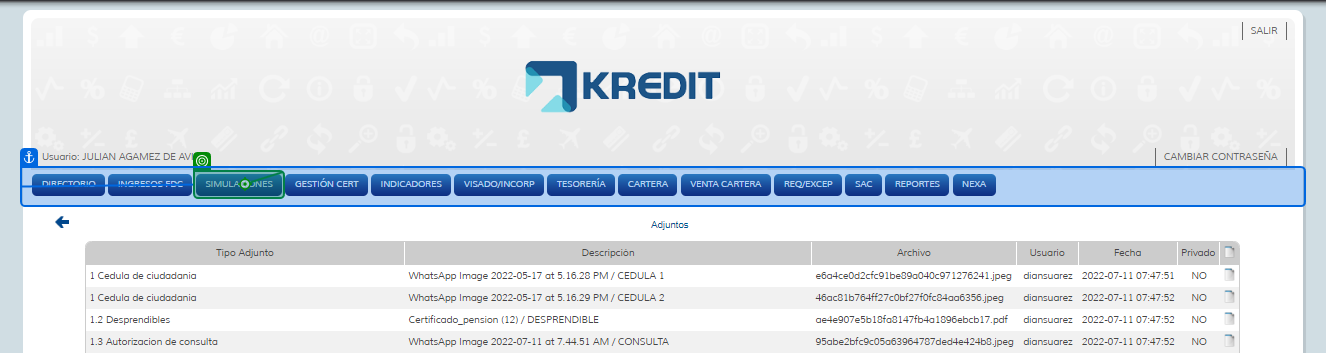 SALIR
KREDIT
Usuario: JULIAN AGAMEZ DE AVI
CAMBIAR CONTRASEÑA
DIRECTORIO INGRESOS FDC SIMULACIONES GESTIÓN CERT INDICADORES VISADO/INCORP TESORERÍA CARTERA VENTA CARTERA REQ/EXCEP SAC REPORTES NEXA
Adjuntos
Tipo Adjunto Descripción Archivo Usuario Fecha Privado
1 Cedula de ciudadania WhatsApp Image 2022-05-17 at 5.16.28 PM / CEDULA 1 e6a4ce0d2cfc91be89a040c971276241.jpeg diansuarez 2022-07-11 07:47:51 NO
1 Cedula de ciudadania WhatsApp Image 2022-05-17 at 5.16.29 PM / CEDULA 2 46ac81b764ff27c0bf27f0fc84aa6356.jpeg diansuarez 2022-07-11 07:47:52 NO
1.2 Desprendibles Certificado_pension (12) / DESPRENDIBLE ae4e907e5b18fa8147fb4a1896ebcb17.pdf diansuarez 2022-07-11 07:47:52 NO
1.3 Autorizacion de consulta WhatsApp Image 2022-07-11 at 7.44.51 AM / CONSULTA 95abe2bfc9c05a63964787ded4e424b8.jpeg diansuarez 2022-07-11 07:47:52 NO